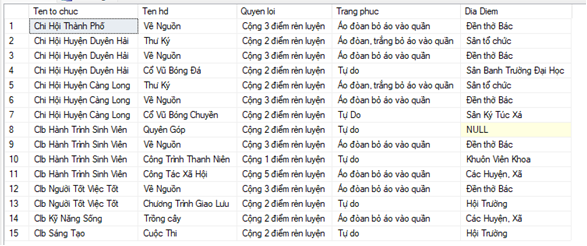 Ten to chuc Ten hd Quyen loi Trang phuc Dia Diem
1 Chi Hội Thành Phố Về Nguồn Cộng 3 điểm rèn luyện Áo đoàn bỏ áo vào quần Đền thờ Bác
2 Chi Hội Huyện Duyên Hải Thư Ký Cộng 2 điểm rèn luyện Áo đoàn, trắng bỏ áo vào quần Sân tổ chức
3 Chi Hội Huyện Duyên Hải Về Nguồn Cộng 3 điểm rèn luyện Áo đoàn bỏ áo vào quần Đền thờ Bác
4 Chi Hội Huyện Duyên Hải Cổ Vũ Bóng Đá Cộng 2 điểm rèn luyện Tự do Sân Banh Trường Đại Học
5 Chi Hội Huyện Càng Long Thư Ký Cộng 2 điểm rèn luyện Áo đoàn, trắng bỏ áo vào quần Sân tổ chức
6 Chi Hội Huyện Càng Long Về Nguồn Cộng 3 điểm rèn luyện Áo đoàn bỏ áo vào quần Đền thờ Bác
7 Chi Hội Huyện Càng Long Cổ Vũ Bóng Chuyền Cộng 2 điểm rèn luyện Tự Do Sân Ký Túc Xá
8 Clb Hành Trình Sinh Viên Quyên Góp Cộng 2 điểm rèn luyện Tự do NULL
9 Clb Hành Trình Sinh Viên Về Nguồn Cộng 3 điểm rèn luyện Áo đoàn bỏ áo vào quần Đền thờ Bác
10 Clb Hành Trình Sinh Viên Công Trình Thanh Niên Cộng 1 điểm rèn luyện Tự do Khuôn Viên Khoa
11 Clb Hành Trình Sinh Viên Công Tác Xã Hội Cộng 5 điểm rèn luyện Áo đoàn bỏ áo vào quần Các Huyện, Xã
12 Clb Người Tốt Việc Tốt Về Nguồn Cộng 3 điểm rèn luyện Áo đoàn bỏ áo vào quần Đền thờ Bác
13 Clb Người Tốt Việc Tốt Chương Trình Giao Lưu Cộng 2 điểm rèn luyện Tự do Hội Trường
14 Clb Kỹ Năng Sống Trồng cây Cộng 2 điểm rèn luyện Áo đoàn bỏ áo vào quần Các Huyện, Xã
15 Clb Sáng Tạo Cuộc Thi Cộng 2 điểm rèn luyện Tự do Hội Trường